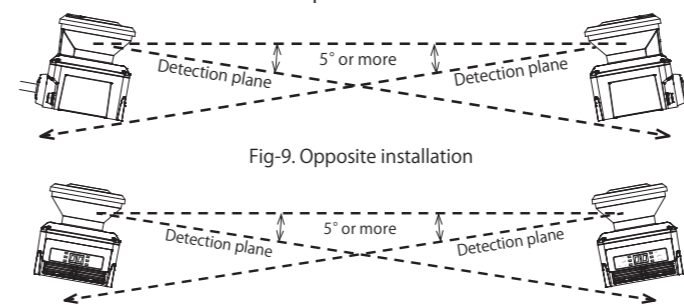 5° or more
Detection plane
Detection plane
Fig-9. Opposite installation
5° or more
Detection plane
Detection plane